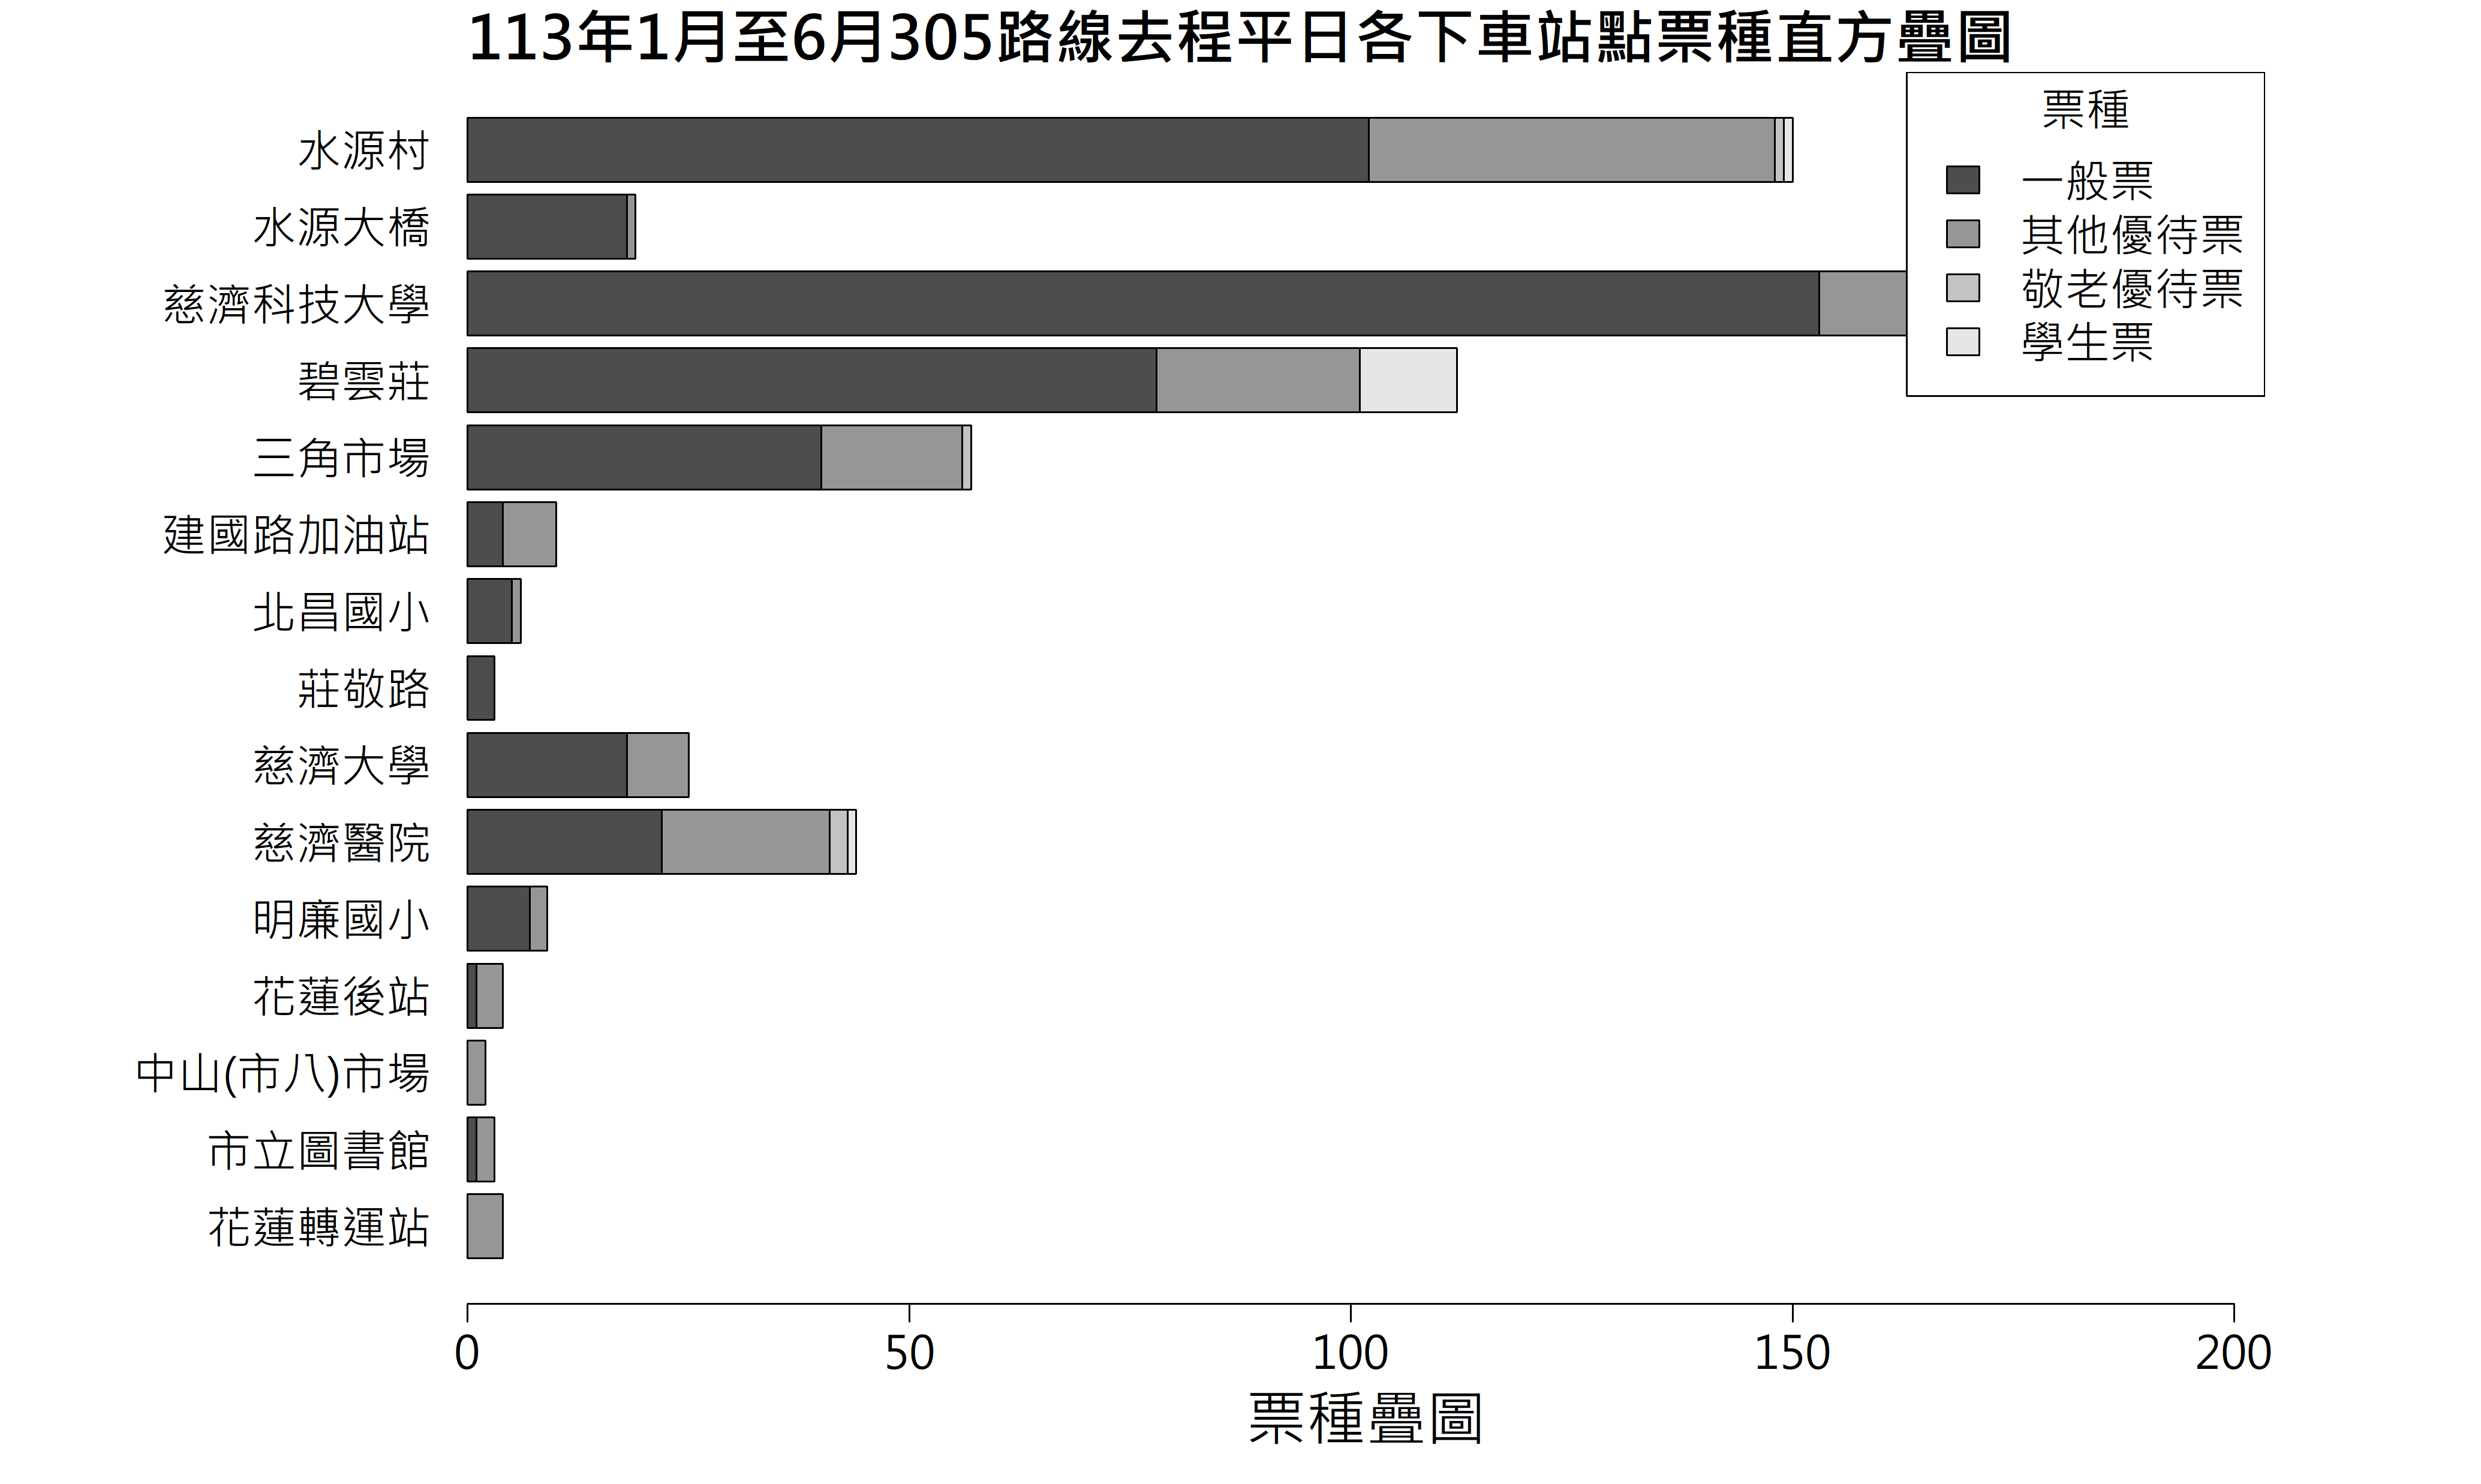 113年1月至6月305路線去程平日各下車站點票種直方疊圖
票種
一般票
其他優待票
敬老優待票
學生票
水源村
水源大橋
慈濟科技大學
碧雲莊
三角市場
建國路加油站
北昌國小
莊敬路
慈濟大學
慈濟醫院
明廉國小
花蓮後站
中山(市八)市場
市立圖書館
花蓮轉運站
0 50 100 150 200
票種疊圖